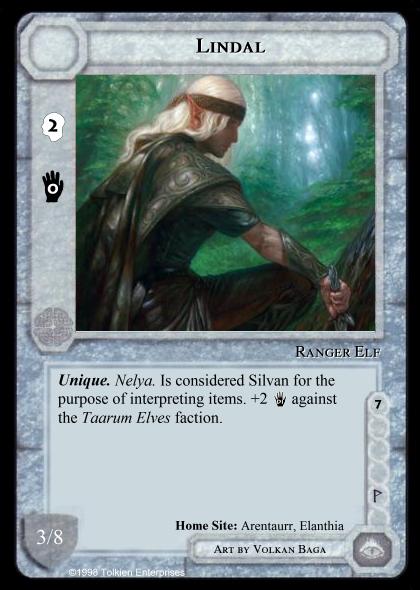 Lindal
2
Ranger Elf
Unique. Nelya. Is considered Silvan for the
purpose of interpreting items. +2 against
the Taarum Elves faction.
7
Home Site: Arentaurr, Elanthia
3/8
Art by Volkan Baga
©1998 Tolkien Enterprises